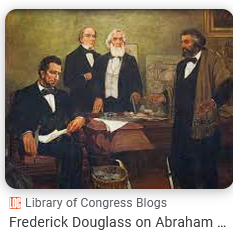 Library of Congress Blogs
Frederick Douglass on Abraham ...